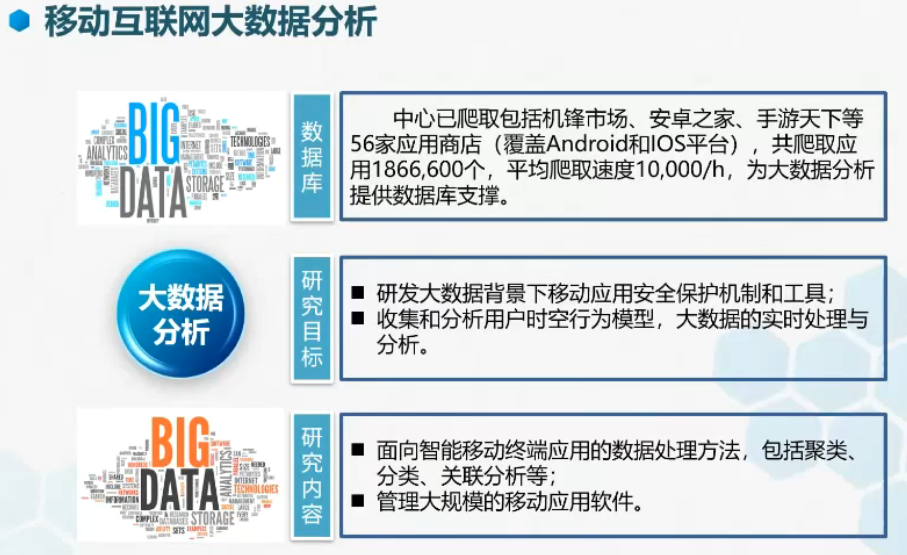 移动互联网大数据分析
BIG
DATA
ANALYTICS
TECHNOLOGIES
STORAGE
数据库
中心已爬取包括机锋市场、安卓之家、手游天下等
56家应用商店（覆盖Android和IOS平台），共爬取应
用1866,600个，平均爬取速度10,000/h，为大数据分析
提供数据库支撑。
大数据
分析
研究目标
■ 研发大数据背景下移动应用安全保护机制和工具；
■ 收集和分析用户时空行为模型，大数据的实时处理与
分析。
BIG
DATA
ANALYTICS
INTERNET
TECHNOLOGIES
INFORMATION
COMPLEX
DATABASES
STORAGE
SETS
研究内容
■ 面向智能移动终端应用的数据处理方法，包括聚类、
分类、关联分析等；
■ 管理大规模的移动应用软件。